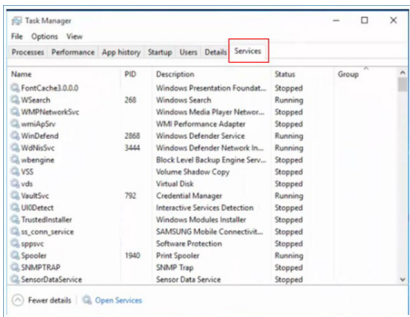 Task Manager
File Options View
Processes Performance App history Startup Users Details Services
Name PID Description Status Group
FontCache3.0.0.0 Windows Presentation Foundat... Stopped
WSearch 268 Windows Search Running
WMPNetworkSvc Windows Media Player Networ... Stopped
wmiApSrv WMI Performance Adapter Stopped
WinDefend 2868 Windows Defender Service Running
WdNisSvc 3444 Windows Defender Network In... Running
wbengine Block Level Backup Engine Serv... Stopped
VSS Volume Shadow Copy Stopped
vds Virtual Disk Stopped
VaultSvc 792 Credential Manager Running
UI0Detect Interactive Services Detection Stopped
TrustedInstaller Windows Modules Installer Stopped
ss_conn_service SAMSUNG Mobile Connectivit... Stopped
sppsvc Software Protection Stopped
Spooler 1940 Print Spooler Running
SNMPTRAP SNMP Trap Stopped
SensorDataService Sensor Data Service Stopped
Fewer details Open Services